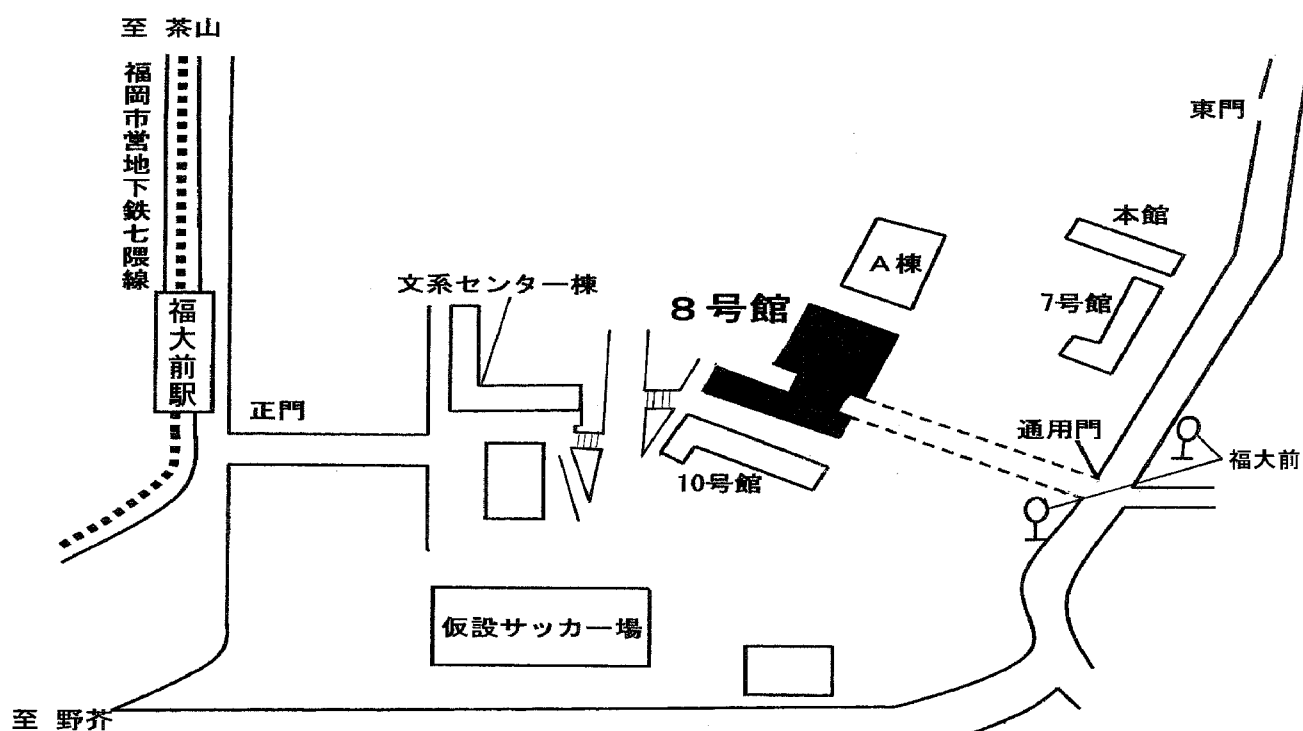 至 茶山
福岡市営地下鉄七隈線
東門
本館
A棟
文系センター棟
8号館
7号館
福大前駅
正門
通用門
福大前
10号館
仮設サッカー場
至 野芥